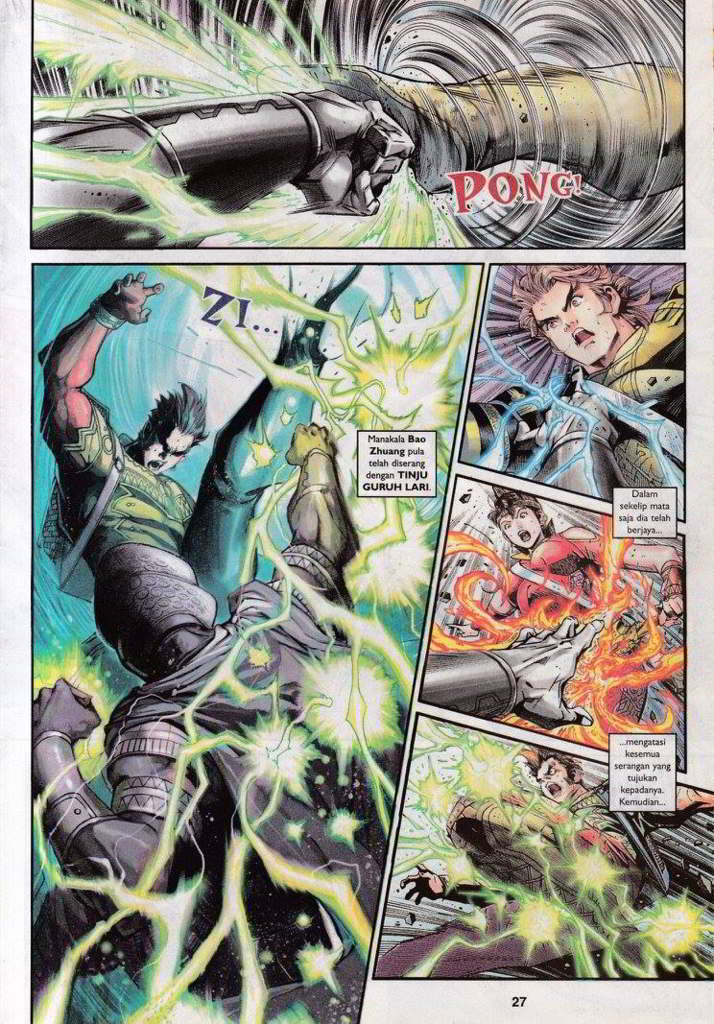 PONG!
ZI...
Manakala Bao
Zhuang pula
telah diserang
dengan TINJU
GURUH LARI.
Dalam
sekelip mata
saja dia telah
berjaya...
...mengatasi
kesemua
serangan yang
tujukan
kepadanya.
Kemudian...
27